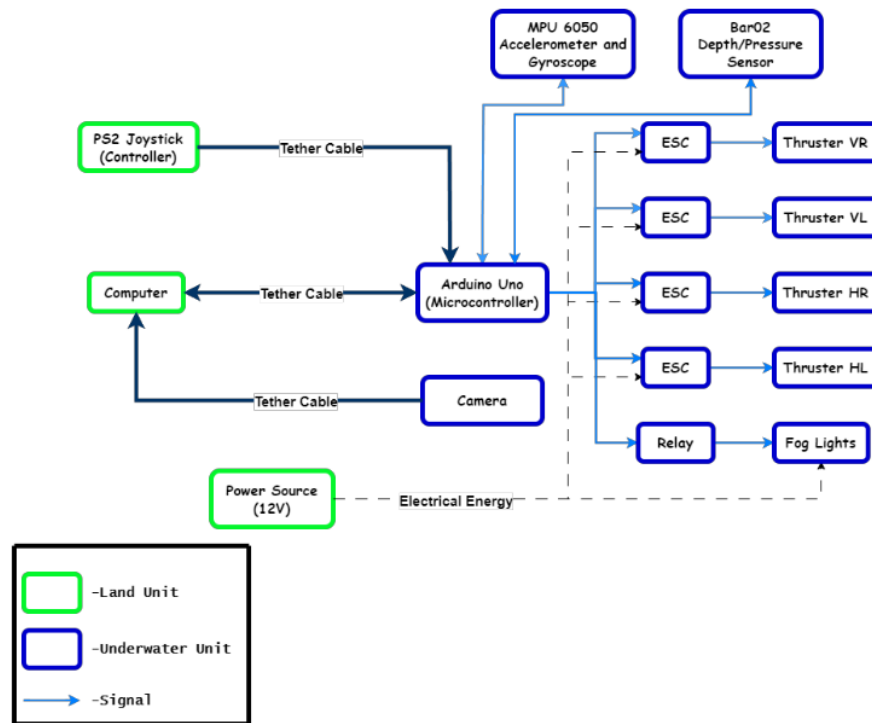 MPU 6050
Accelerometer and
Gyroscope
Bar02
Depth/Pressure
Sensor
PS2 Joystick
(Controller)
Tether Cable
ESC
Thruster VR
ESC
Thruster VL
Computer
Tether Cable
Arduino Uno
(Microcontroller)
ESC
Thruster HR
ESC
Thruster HL
Tether Cable
Camera
Relay
Fog Lights
Power Source
(12V)
Electrical Energy
-Land Unit
-Underwater Unit
-Signal